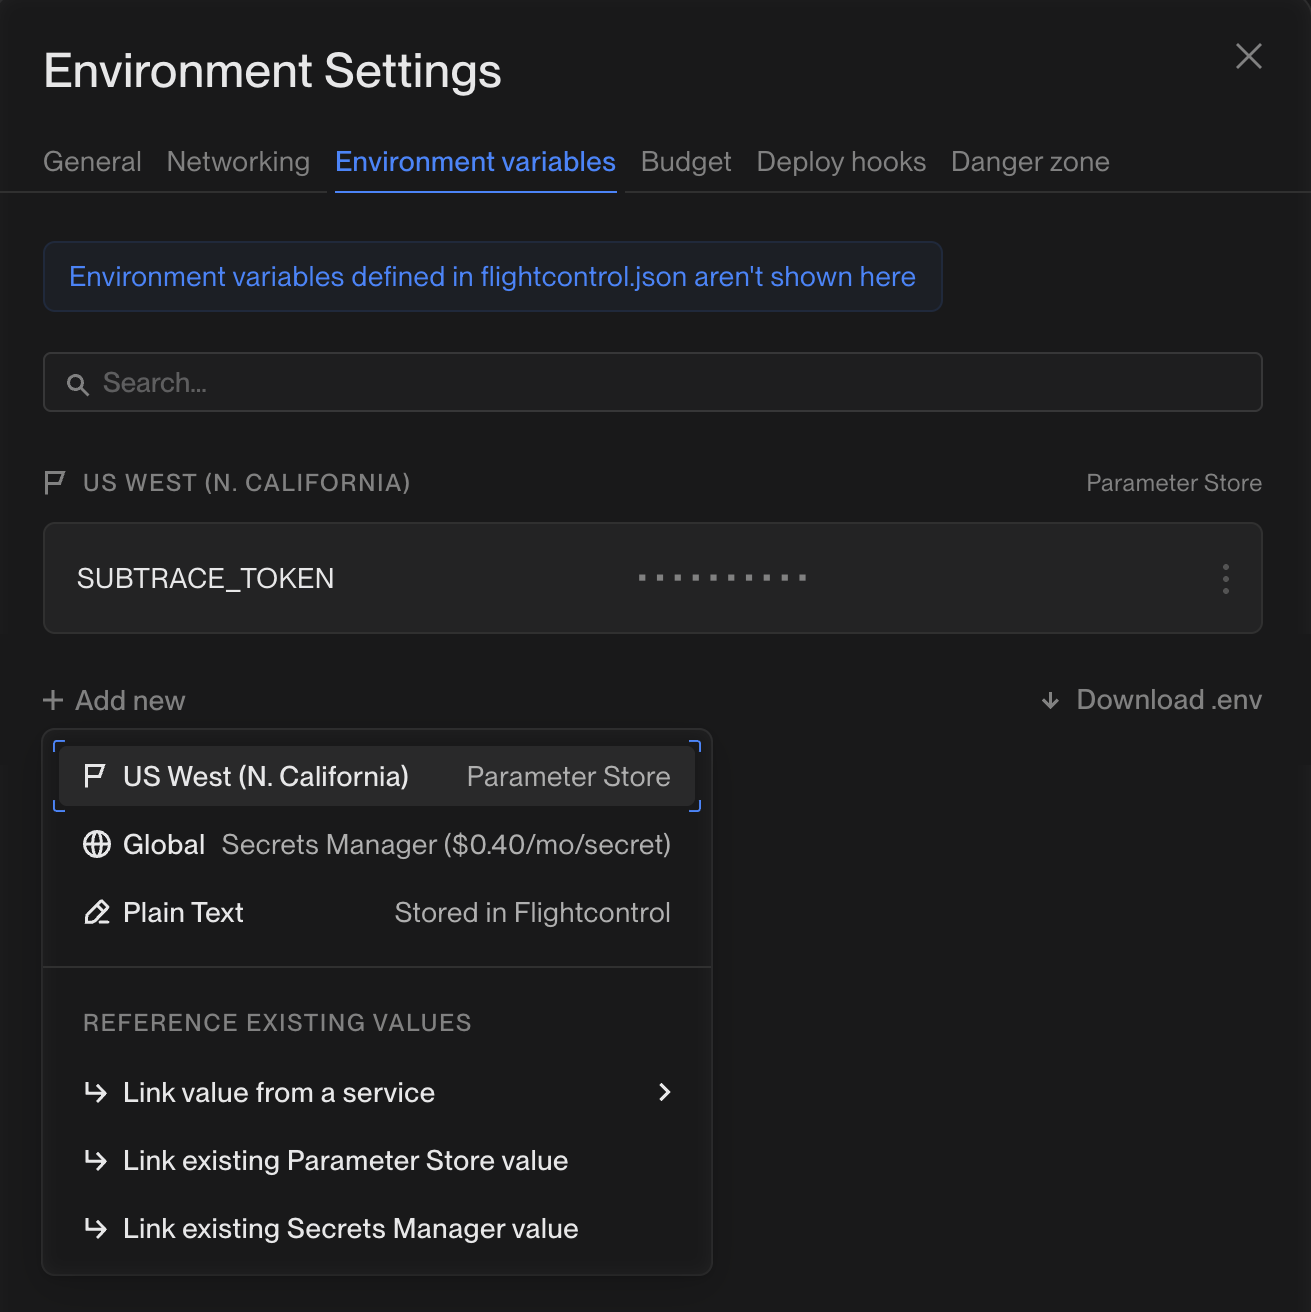 Environment Settings
General Networking Environment variables Budget Deploy hooks Danger zone
Environment variables defined in flightcontrol.json aren't shown here
Search...
US WEST (N. CALIFORNIA) Parameter Store
SUBTRACE_TOKEN ▪▪▪▪▪▪▪▪▪▪
+ Add new Download .env
US West (N. California) Parameter Store
Global Secrets Manager ($0.40/mo/secret)
Plain Text Stored in Flightcontrol
REFERENCE EXISTING VALUES
Link value from a service
Link existing Parameter Store value
Link existing Secrets Manager value